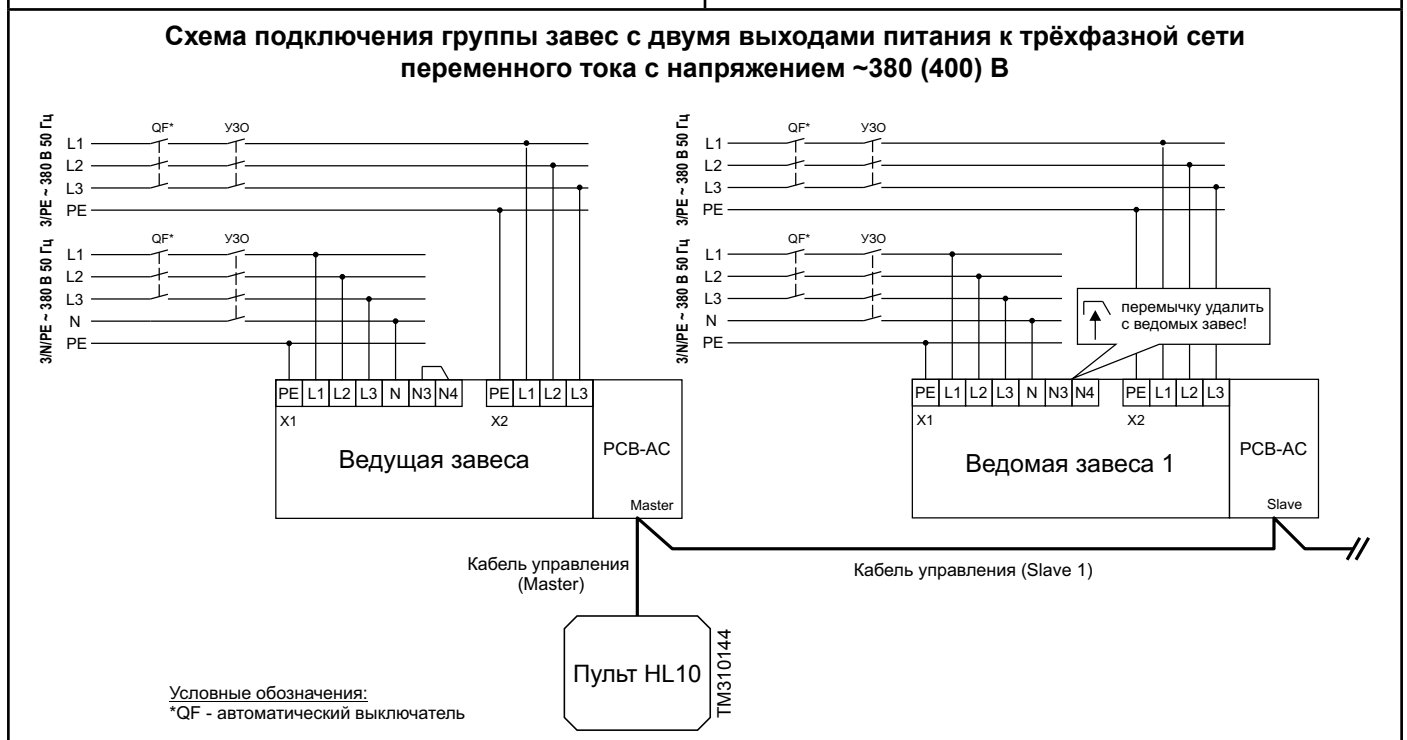 Схема подключения группы завес с двумя выходами питания к трёхфазной сети
переменного тока с напряжением ~380 (400) В
3/PE ~ 380 В 50 Гц
QF*
УЗО
L1
L2
L3
PE
3/N/PE ~ 380 В 50 Гц
QF*
УЗО
L1
L2
L3
N
PE
PE L1 L2 L3 N N3 N4
PE L1 L2 L3
X1
X2
Ведущая завеса
PCB-AC
Master
3/PE ~ 380 В 50 Гц
QF*
УЗО
L1
L2
L3
PE
3/N/PE ~ 380 В 50 Гц
QF*
УЗО
L1
L2
L3
N
PE
перемычку удалить
с ведомых завес!
PE L1 L2 L3 N N3 N4
PE L1 L2 L3
X1
X2
Ведомая завеса 1
PCB-AC
Slave
Кабель управления
(Master)
Кабель управления (Slave 1)
Пульт HL10
TM310144
Условные обозначения:
*QF - автоматический выключатель